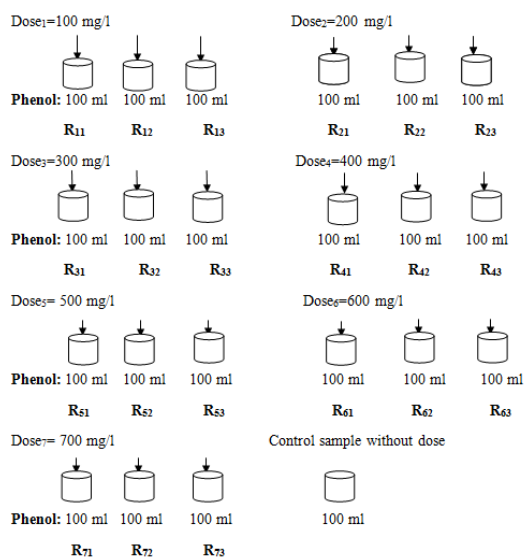 Dose₁=100 mg/l Dose₂=200 mg/l
Phenol: 100 ml 100 ml 100 ml 100 ml 100 ml 100 ml
R₁₁ R₁₂ R₁₃ R₂₁ R₂₂ R₂₃
Dose₃=300 mg/l Dose₄=400 mg/l
Phenol: 100 ml 100 ml 100 ml 100 ml 100 ml 100 ml
R₃₁ R₃₂ R₃₃ R₄₁ R₄₂ R₄₃
Dose₅= 500 mg/l Dose₆=600 mg/l
Phenol: 100 ml 100 ml 100 ml 100 ml 100 ml 100 ml
R₅₁ R₅₂ R₅₃ R₆₁ R₆₂ R₆₃
Dose₇= 700 mg/l Control sample without dose
Phenol: 100 ml 100 ml 100 ml 100 ml
R₇₁ R₇₂ R₇₃